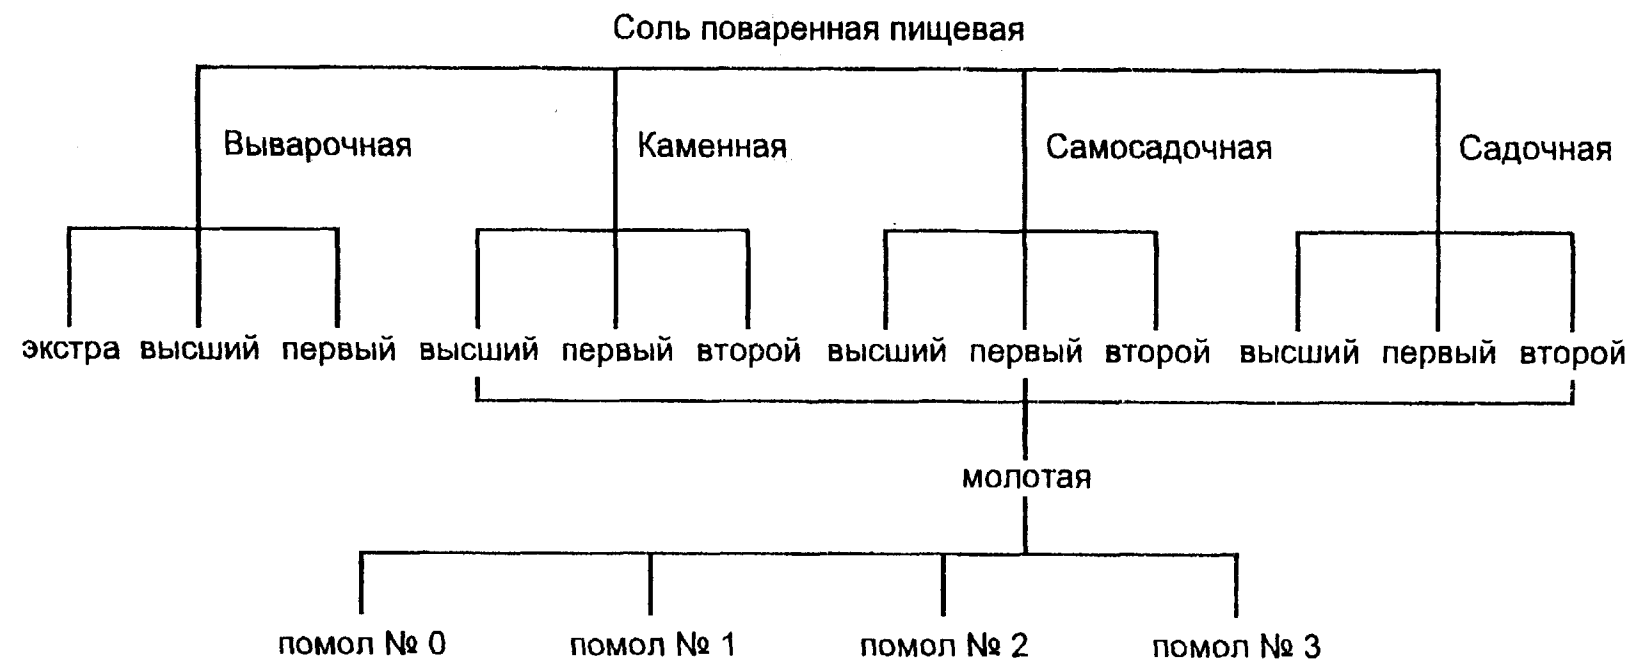 Соль поваренная пищевая
Выварочная Каменная Самосадочная Садочная
экстра высший первый высший первый второй высший первый второй высший первый второй
молотая
помол № 0 помол № 1 помол № 2 помол № 3